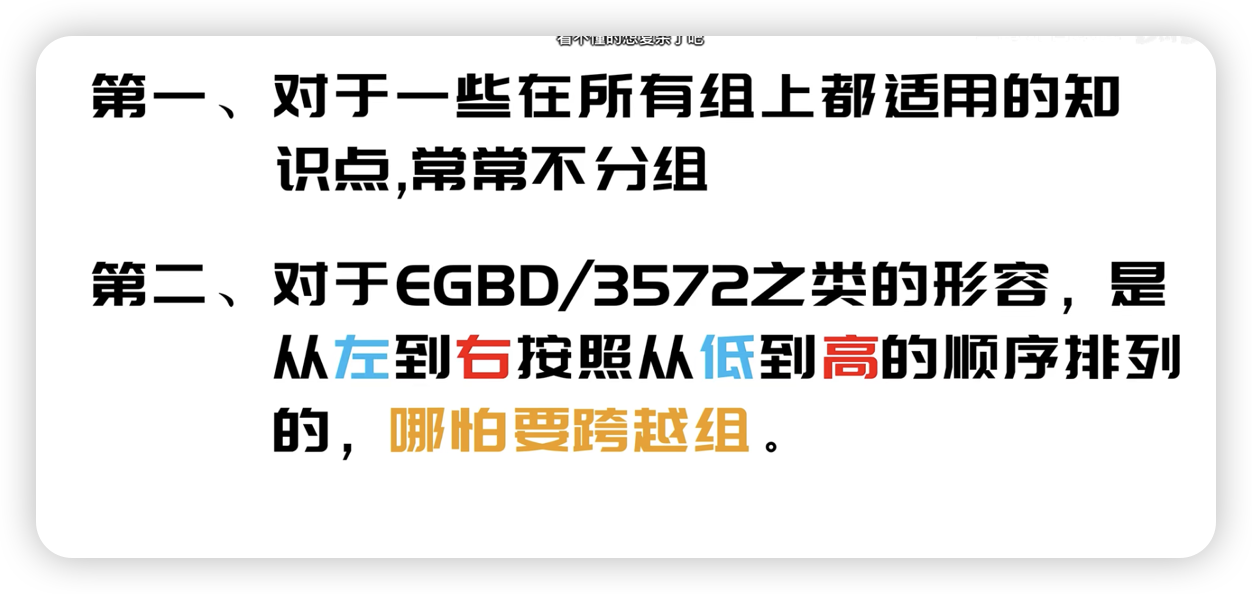 第一、对于一些在所有组上都适用的知
识点,常常不分组
第二、对于EGBD/3572之类的形容，是
从左到右按照从低到高的顺序排列
的，哪怕要跨越组。